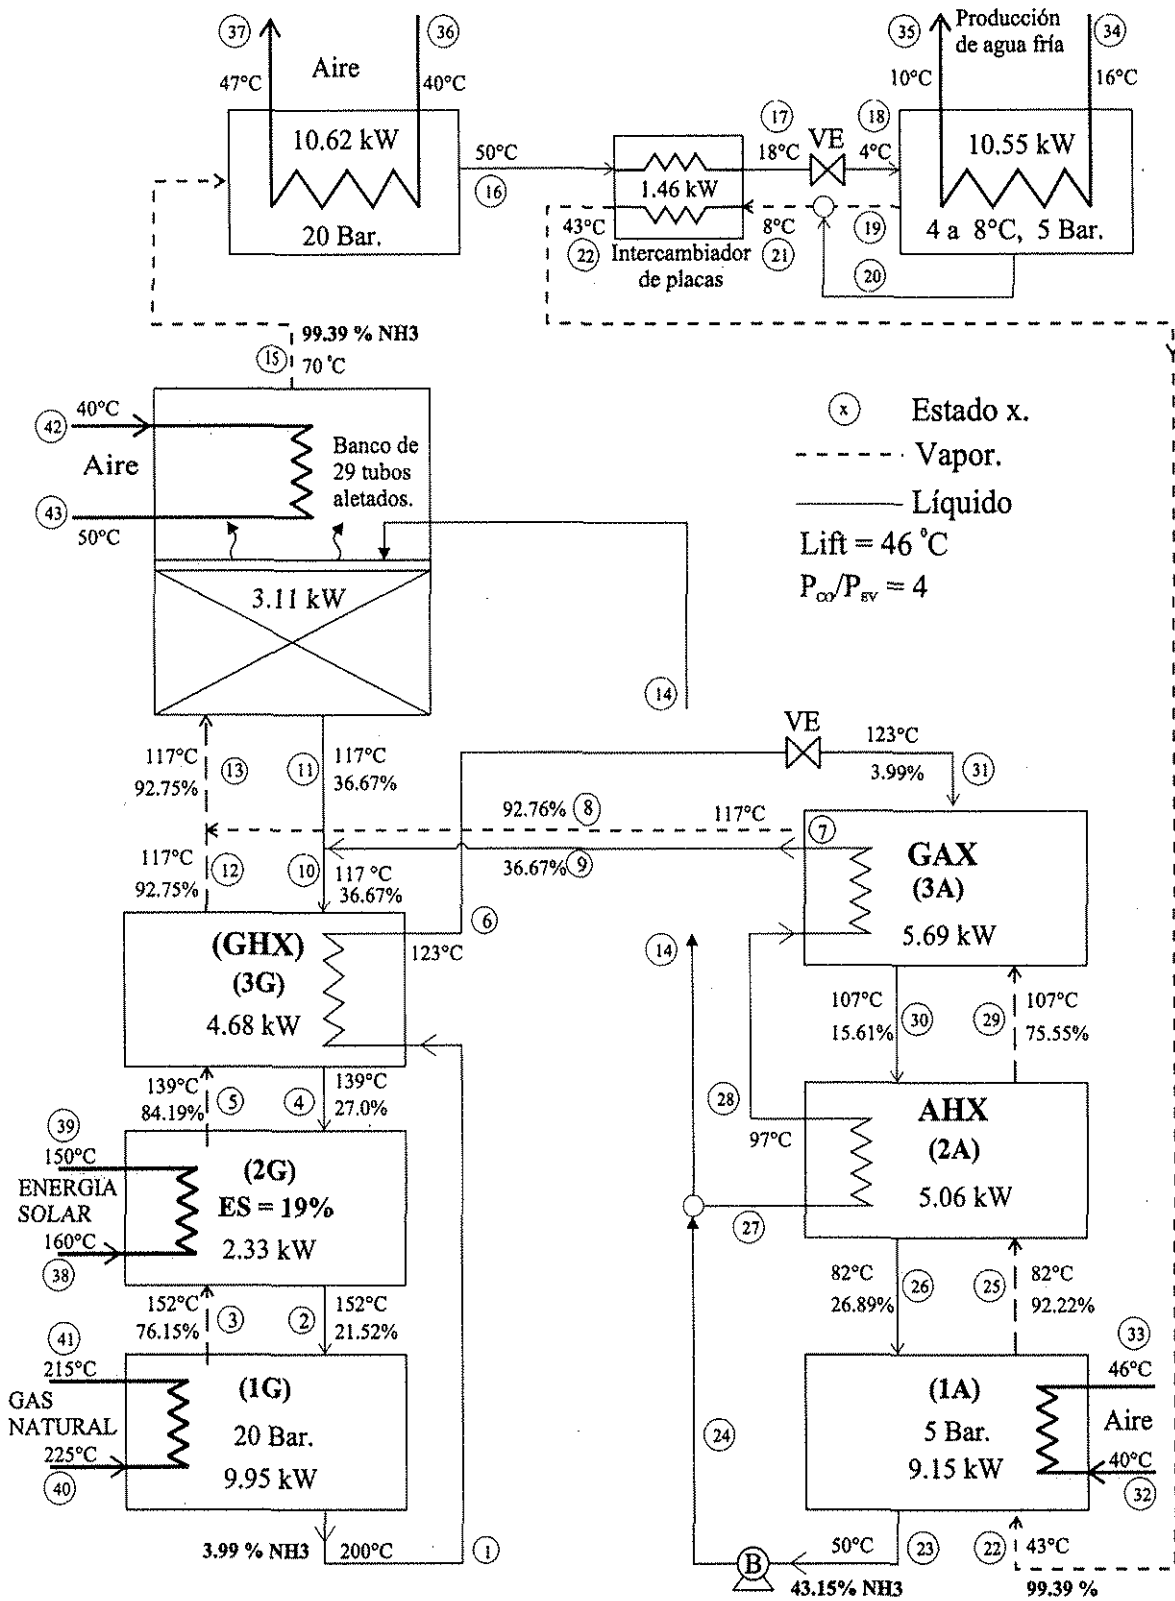 37
36
Aire
47°C
40°C
10.62 kW
20 Bar.
50°C
16
1.46 kW
43°C
22
8°C
21
Intercambiador
de placas
17
18°C
VE
18
4°C
19
20
35
Producción
de agua fría
34
10°C
16°C
10.55 kW
4 a 8°C, 5 Bar.
99.39 % NH3
15
70 °C
42
40°C
Aire
43
50°C
Banco de
29 tubos
aletados.
3.11 kW
x Estado x.
Vapor.
Líquido
Lift = 46 °C
P_CO/P_EV = 4
14
117°C
92.75%
13
11
117°C
36.67%
VE
123°C
3.99%
31
92.76% 8
117°C
7
36.67% 9
117°C
92.75%
12
10
117 °C
36.67%
6
123°C
(GHX)
(3G)
4.68 kW
GAX
(3A)
5.69 kW
14
139°C
84.19%
5
4
139°C
27.0%
107°C
15.61%
30
29
107°C
75.55%
28
97°C
27
39
150°C
ENERGIA
SOLAR
160°C
38
(2G)
ES = 19%
2.33 kW
AHX
(2A)
5.06 kW
152°C
76.15%
3
2
152°C
21.52%
82°C
26.89%
26
25
82°C
92.22%
41
215°C
GAS
NATURAL
225°C
40
(1G)
20 Bar.
9.95 kW
24
(1A)
5 Bar.
9.15 kW
33
46°C
Aire
40°C
32
3.99 % NH3
200°C
1
B
50°C
23
43.15% NH3
22
43°C
99.39 %